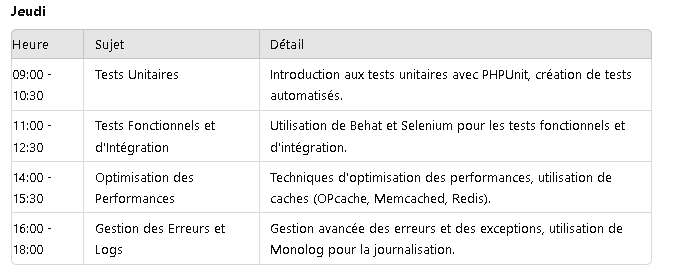 Jeudi
Heure Sujet Détail
09:00 - Tests Unitaires Introduction aux tests unitaires avec PHPUnit, création de tests
10:30 automatisés.
11:00 - Tests Fonctionnels et Utilisation de Behat et Selenium pour les tests fonctionnels et
12:30 d'Intégration d'intégration.
14:00 - Optimisation des Techniques d'optimisation des performances, utilisation de
15:30 Performances caches (OPcache, Memcached, Redis).
16:00 - Gestion des Erreurs et Gestion avancée des erreurs et des exceptions, utilisation de
18:00 Logs Monolog pour la journalisation.